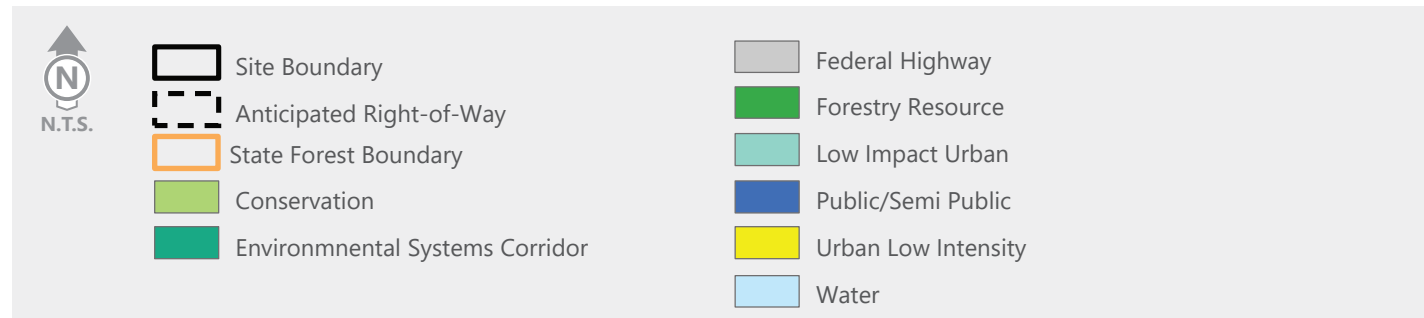 N
N.T.S.
Site Boundary
Anticipated Right-of-Way
State Forest Boundary
Conservation
Environmnental Systems Corridor
Federal Highway
Forestry Resource
Low Impact Urban
Public/Semi Public
Urban Low Intensity
Water